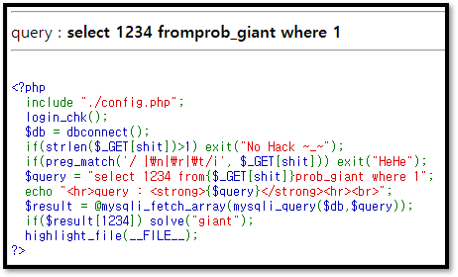 query : select 1234 fromprob_giant where 1
<?php
include "./config.php";
login_chk();
$db = dbconnect();
if(strlen($_GET[shit])>1) exit("No Hack ~_~");
if(preg_match('/ |₩n|₩r|₩t/i', $_GET[shit])) exit("HeHe");
$query = "select 1234 from{$_GET[shit]}prob_giant where 1";
echo "<hr>query : <strong>{$query}</strong><hr><br>";
$result = @mysqli_fetch_array(mysqli_query($db,$query));
if($result[1234]) solve("giant");
highlight_file(__FILE__);
?>